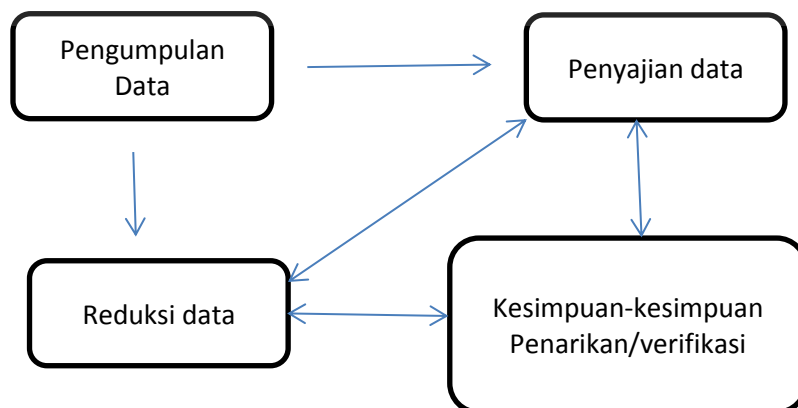 Pengumpulan
Data
Penyajian data
Reduksi data
Kesimpuan-kesimpuan
Penarikan/verifikasi